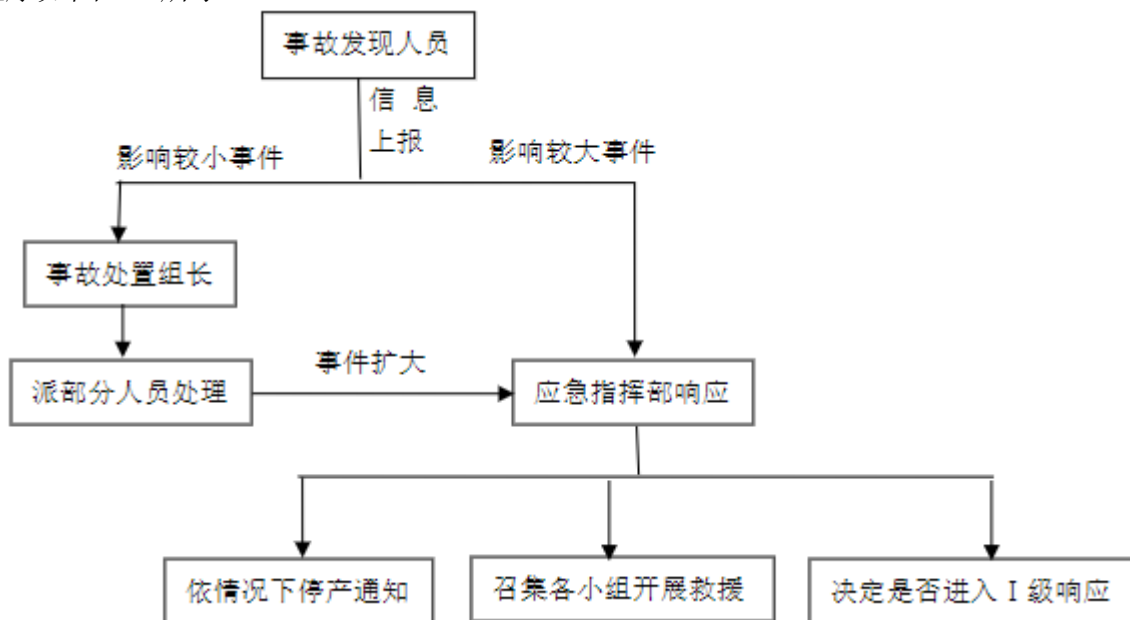 事故发现人员
信 息
上报
影响较小事件
影响较大事件
事故处置组长
派部分人员处理
事件扩大
应急指挥部响应
依情况下停产通知
召集各小组开展救援
决定是否进入 I 级响应